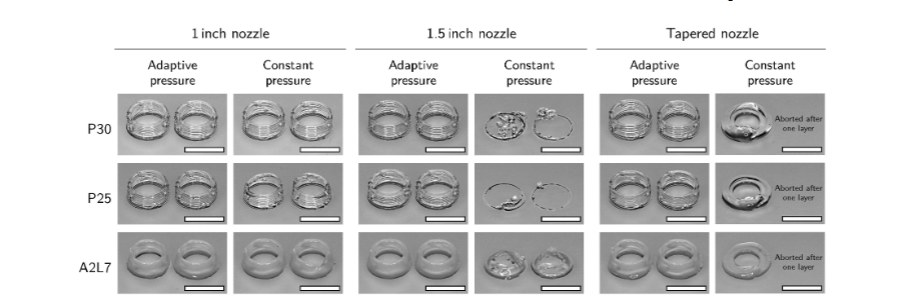 1 inch nozzle 1.5 inch nozzle Tapered nozzle
Adaptive Constant Adaptive Constant Adaptive Constant
pressure pressure pressure pressure pressure pressure
P30
Aborted after
one layer
P25
Aborted after
one layer
A2L7
Aborted after
one layer